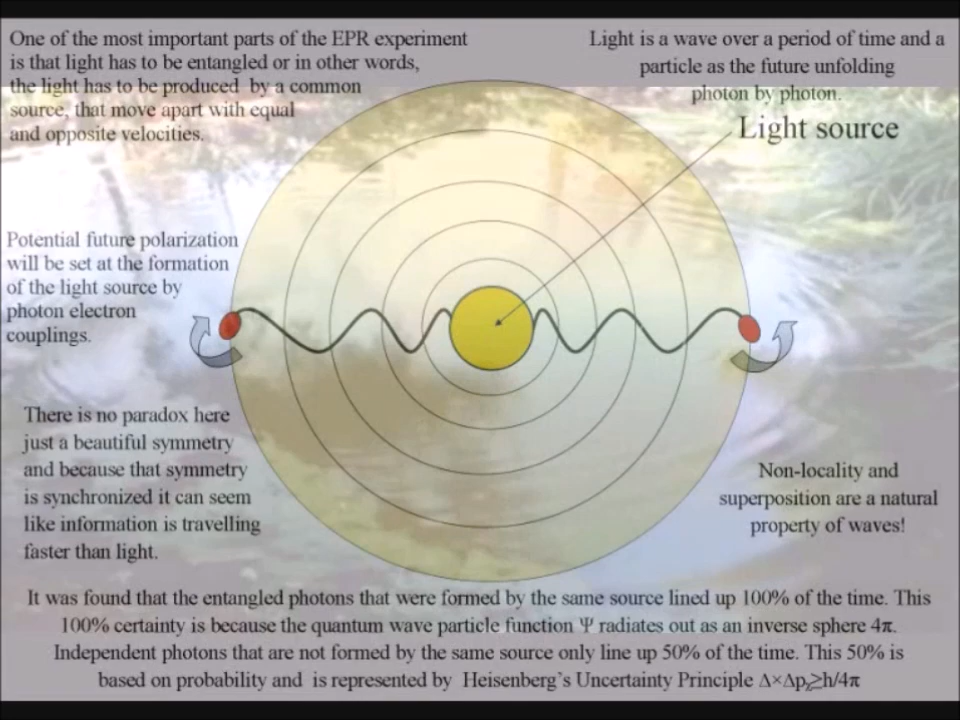 One of the most important parts of the EPR experiment
is that light has to be entangled or in other words,
the light has to be produced by a common
source, that move apart with equal
and opposite velocities.
Light is a wave over a period of time and a
particle as the future unfolding
photon by photon.
Light source
Potential future polarization
will be set at the formation
of the light source by
photon electron
couplings.
There is no paradox here
just a beautiful symmetry
and because that symmetry
is synchronized it can seem
like information is travelling
faster than light.
Non-locality and
superposition are a natural
property of waves!
It was found that the entangled photons that were formed by the same source lined up 100% of the time. This
100% certainty is because the quantum wave particle function Ψ radiates out as an inverse sphere 4π.
Independent photons that are not formed by the same source only line up 50% of the time. This 50% is
based on probability and is represented by Heisenberg's Uncertainty Principle Δ×Δpₓ≥h/4π